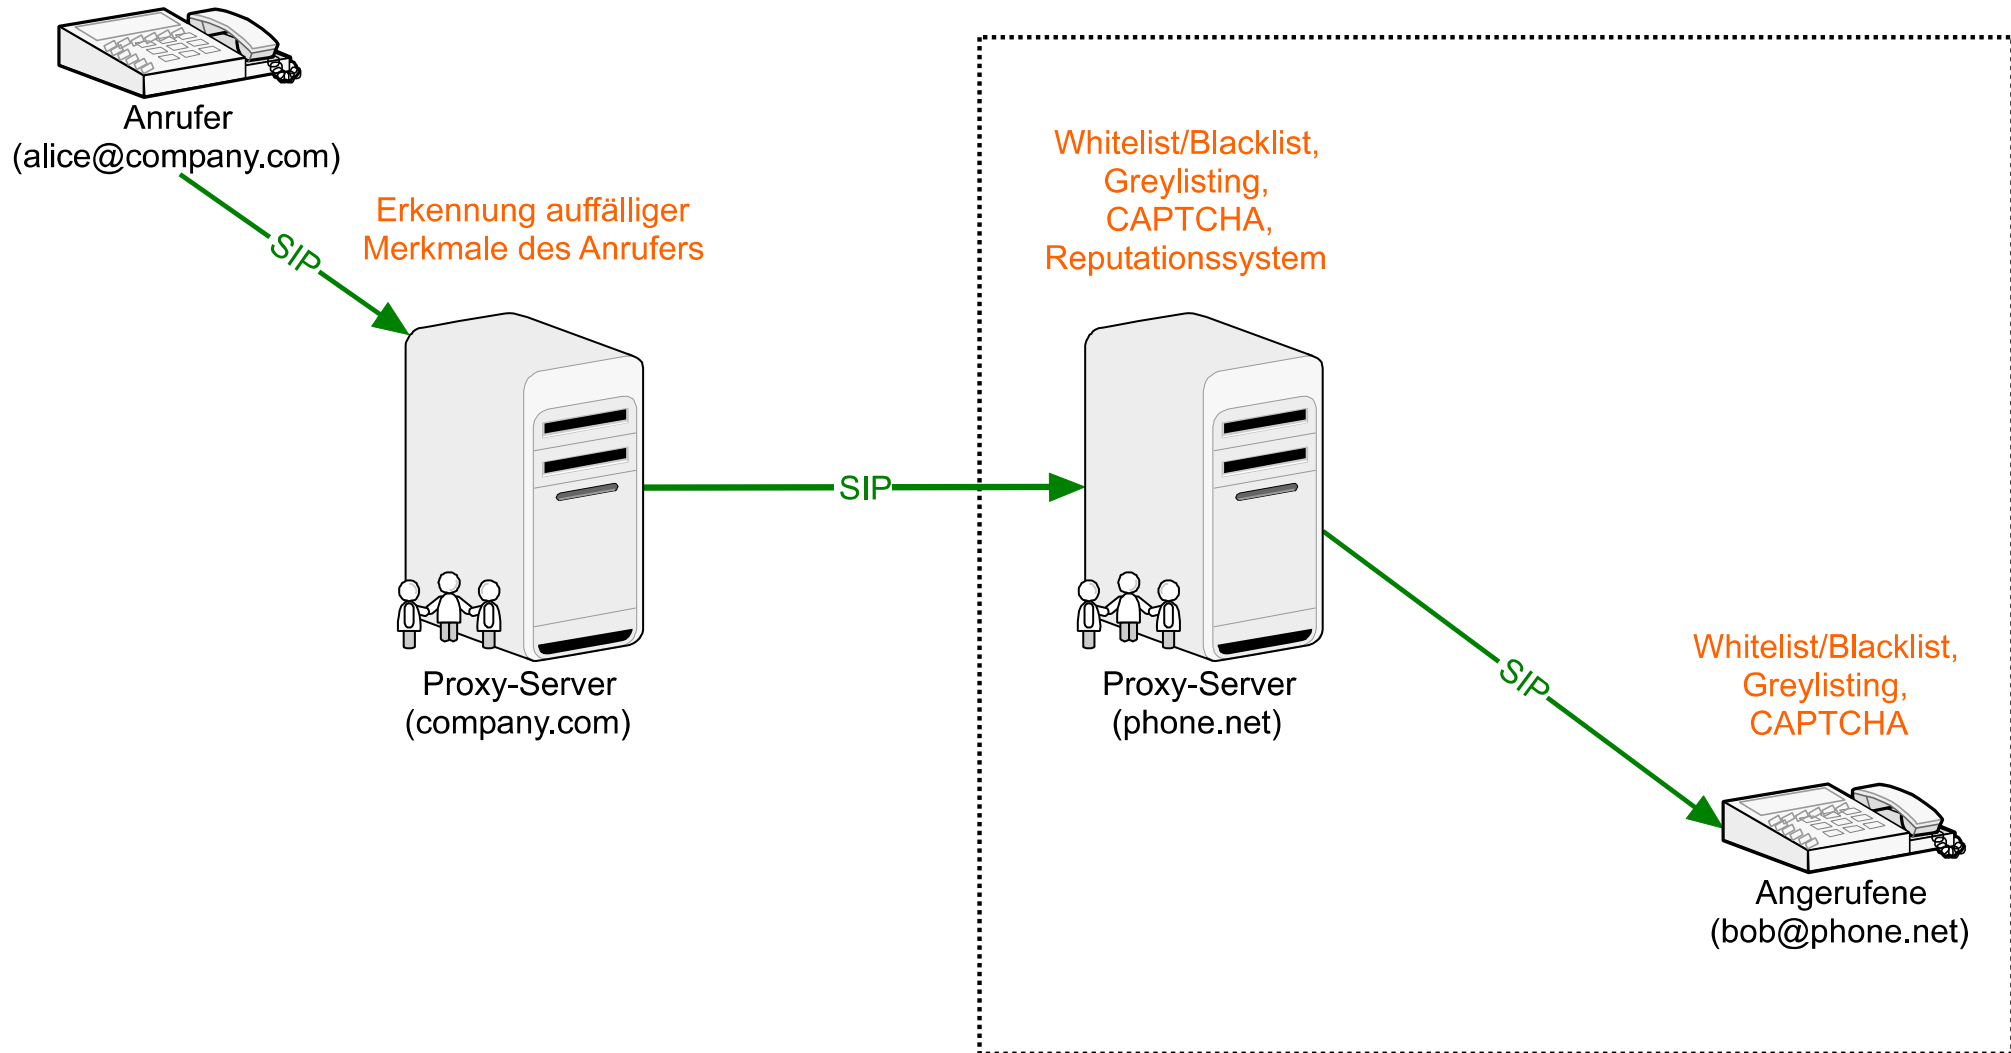 Anrufer
(alice@company.com)
SIP
Erkennung auffälliger
Merkmale des Anrufers
Proxy-Server
(company.com)
SIP
Whitelist/Blacklist,
Greylisting,
CAPTCHA,
Reputationssystem
Proxy-Server
(phone.net)
SIP
Whitelist/Blacklist,
Greylisting,
CAPTCHA
Angerufene
(bob@phone.net)